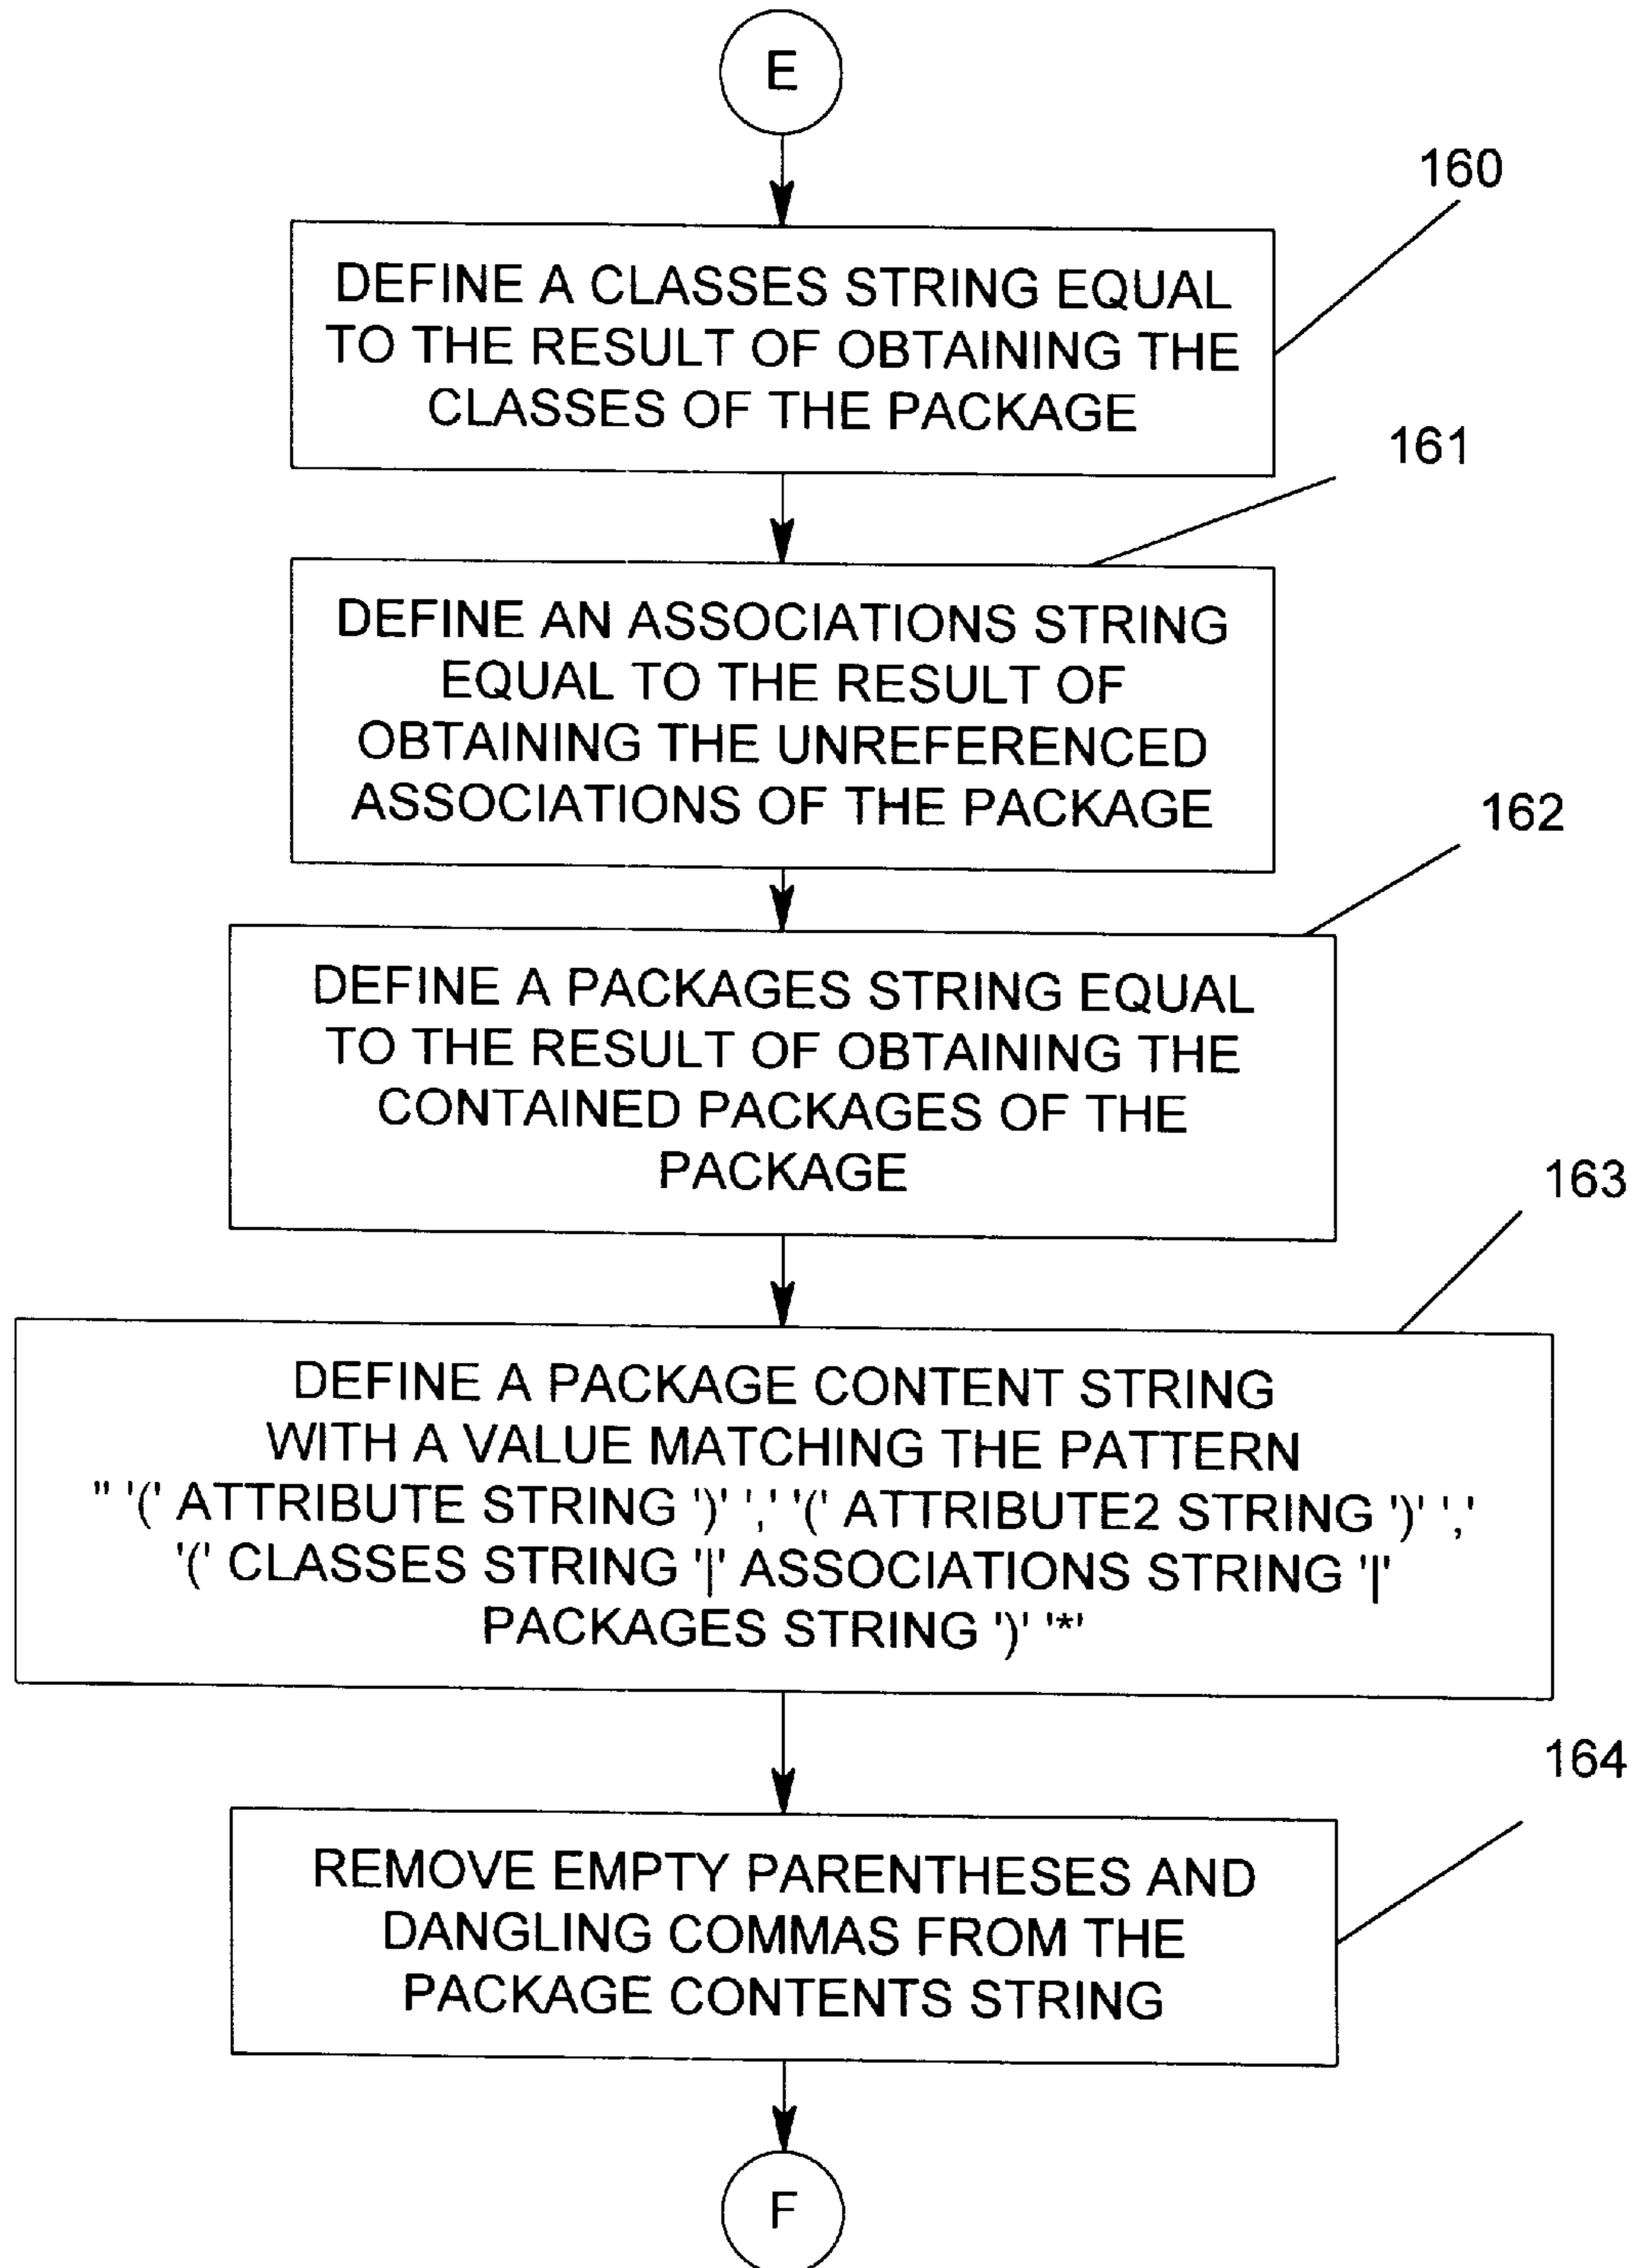 E
160
DEFINE A CLASSES STRING EQUAL
TO THE RESULT OF OBTAINING THE
CLASSES OF THE PACKAGE
161
DEFINE AN ASSOCIATIONS STRING
EQUAL TO THE RESULT OF
OBTAINING THE UNREFERENCED
ASSOCIATIONS OF THE PACKAGE
162
DEFINE A PACKAGES STRING EQUAL
TO THE RESULT OF OBTAINING THE
CONTAINED PACKAGES OF THE
PACKAGE
163
DEFINE A PACKAGE CONTENT STRING
WITH A VALUE MATCHING THE PATTERN
" '(' ATTRIBUTE STRING ')' ',' '(' ATTRIBUTE2 STRING ')' ','
'(' CLASSES STRING '|' ASSOCIATIONS STRING '|'
PACKAGES STRING ')' '*'
164
REMOVE EMPTY PARENTHESES AND
DANGLING COMMAS FROM THE
PACKAGE CONTENTS STRING
F